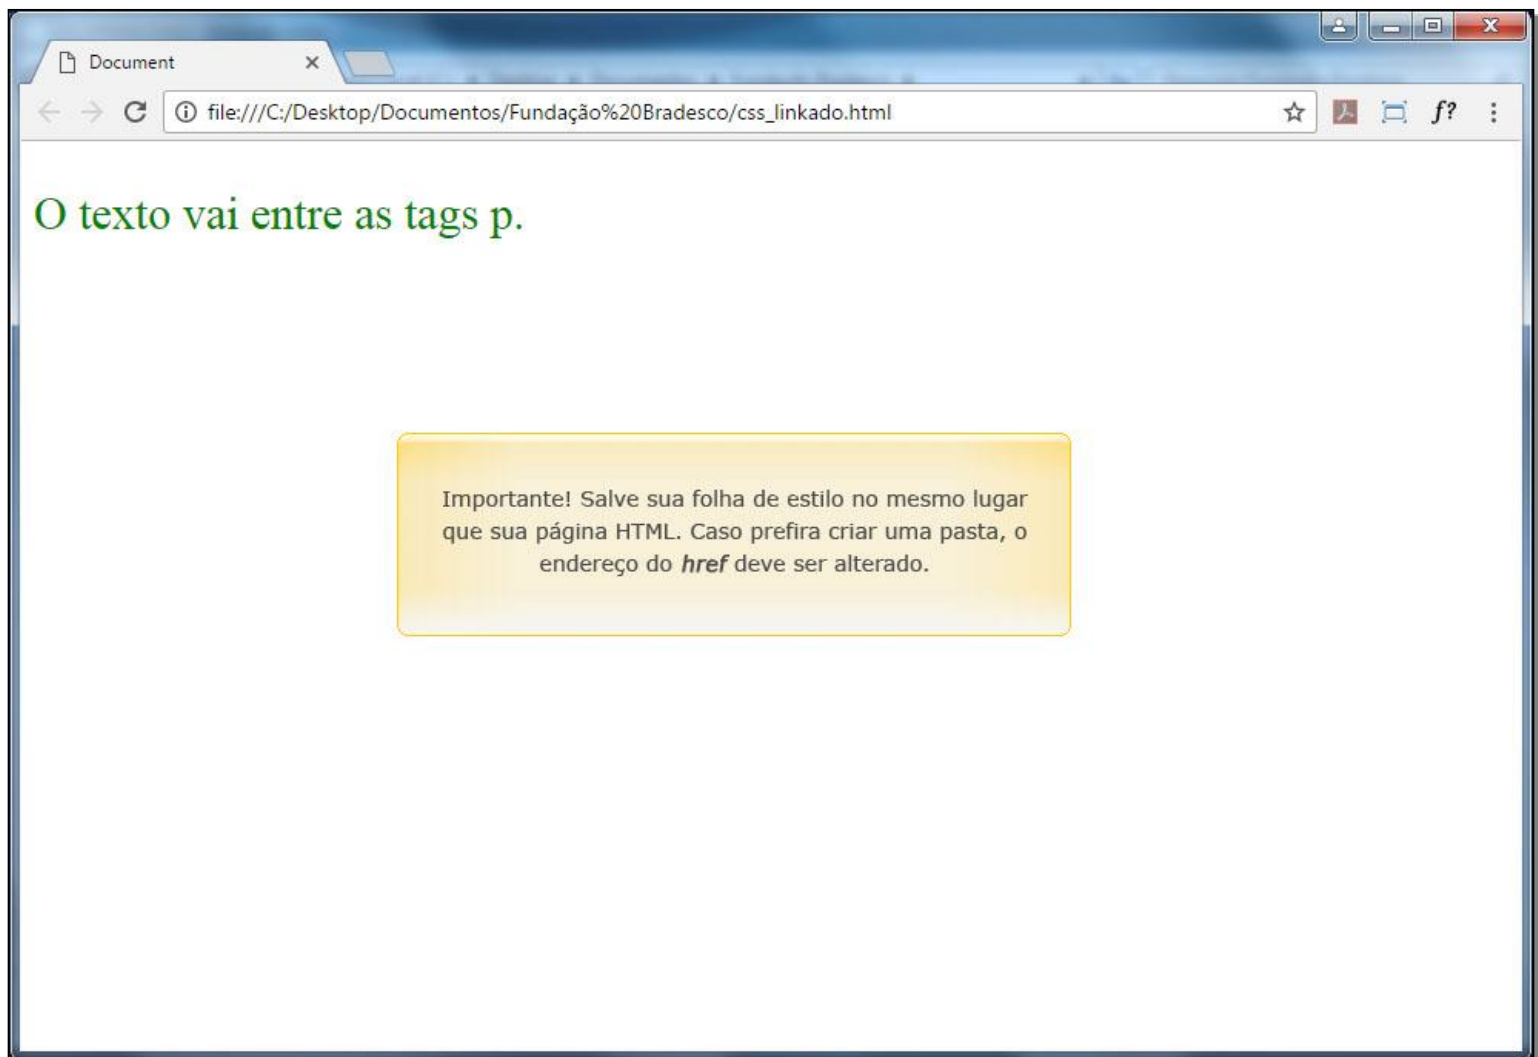 Document
file:///C:/Desktop/Documentos/Fundação%20Bradesco/css_linkado.html
f?
O texto vai entre as tags p.
Importante! Salve sua folha de estilo no mesmo lugar
que sua página HTML. Caso prefira criar uma pasta, o
endereço do href deve ser alterado.